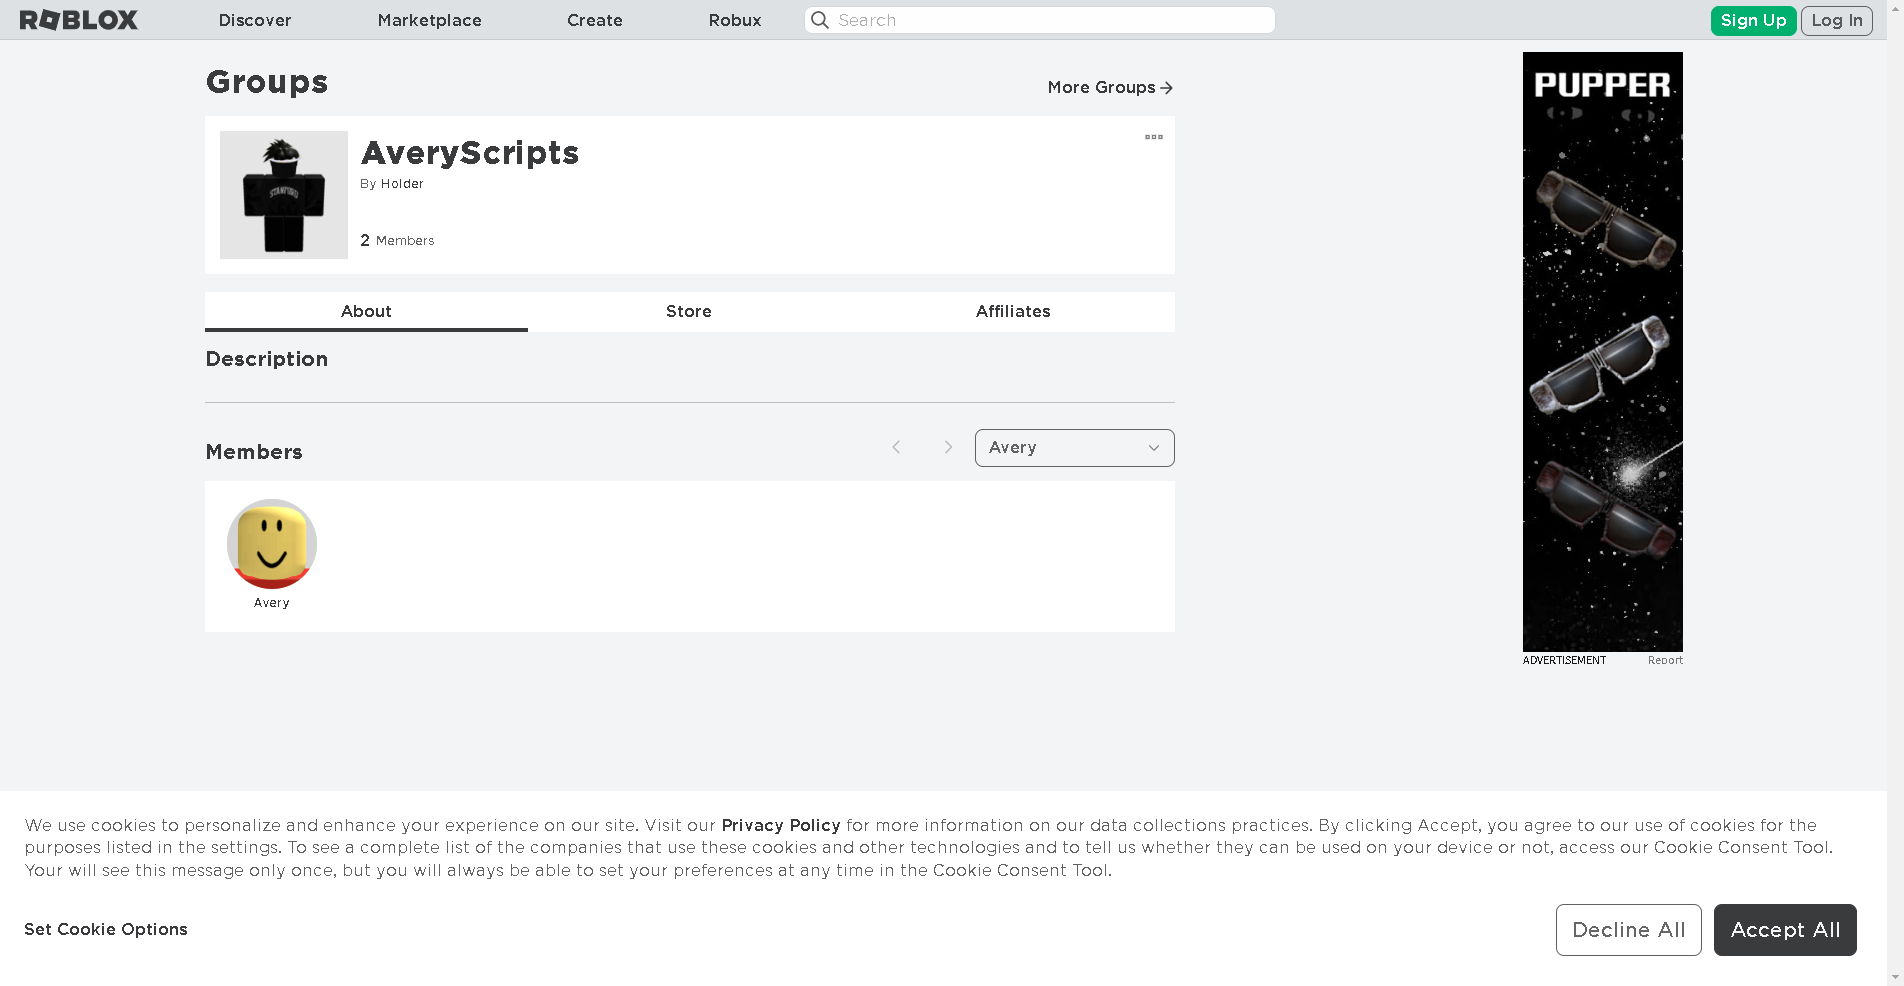 ROBLOX Discover Marketplace Create Robux Search Sign Up Log In
Groups
More Groups
AveryScripts
By Holder
STANFORD
2 Members
About Store Affiliates
Description
Members
Avery
Avery
PUPPER
ADVERTISEMENT Report
We use cookies to personalize and enhance your experience on our site. Visit our Privacy Policy for more information on our data collections practices. By clicking Accept, you agree to our use of cookies for the
purposes listed in the settings. To see a complete list of the companies that use these cookies and other technologies and to tell us whether they can be used on your device or not, access our Cookie Consent Tool.
Your will see this message only once, but you will always be able to set your preferences at any time in the Cookie Consent Tool.
Set Cookie Options
Decline All Accept All